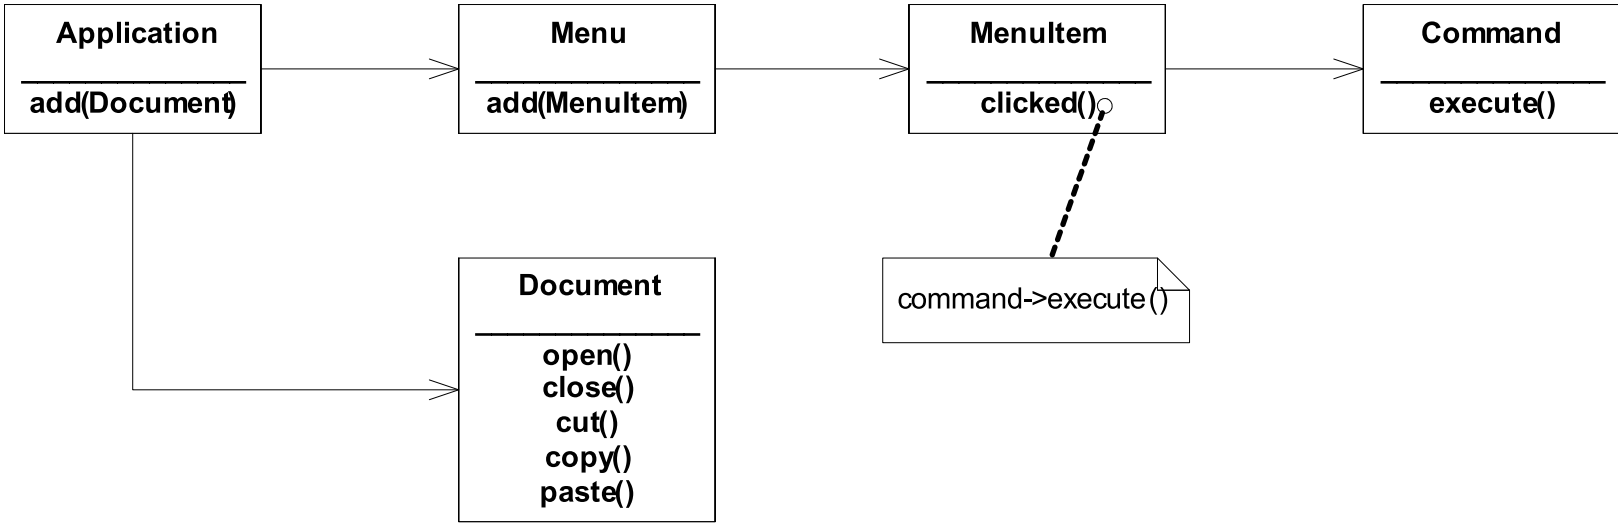 Application
add(Document)
Menu
add(MenuItem)
MenuItem
clicked()
Command
execute()
Document
open()
close()
cut()
copy()
paste()
command->execute()